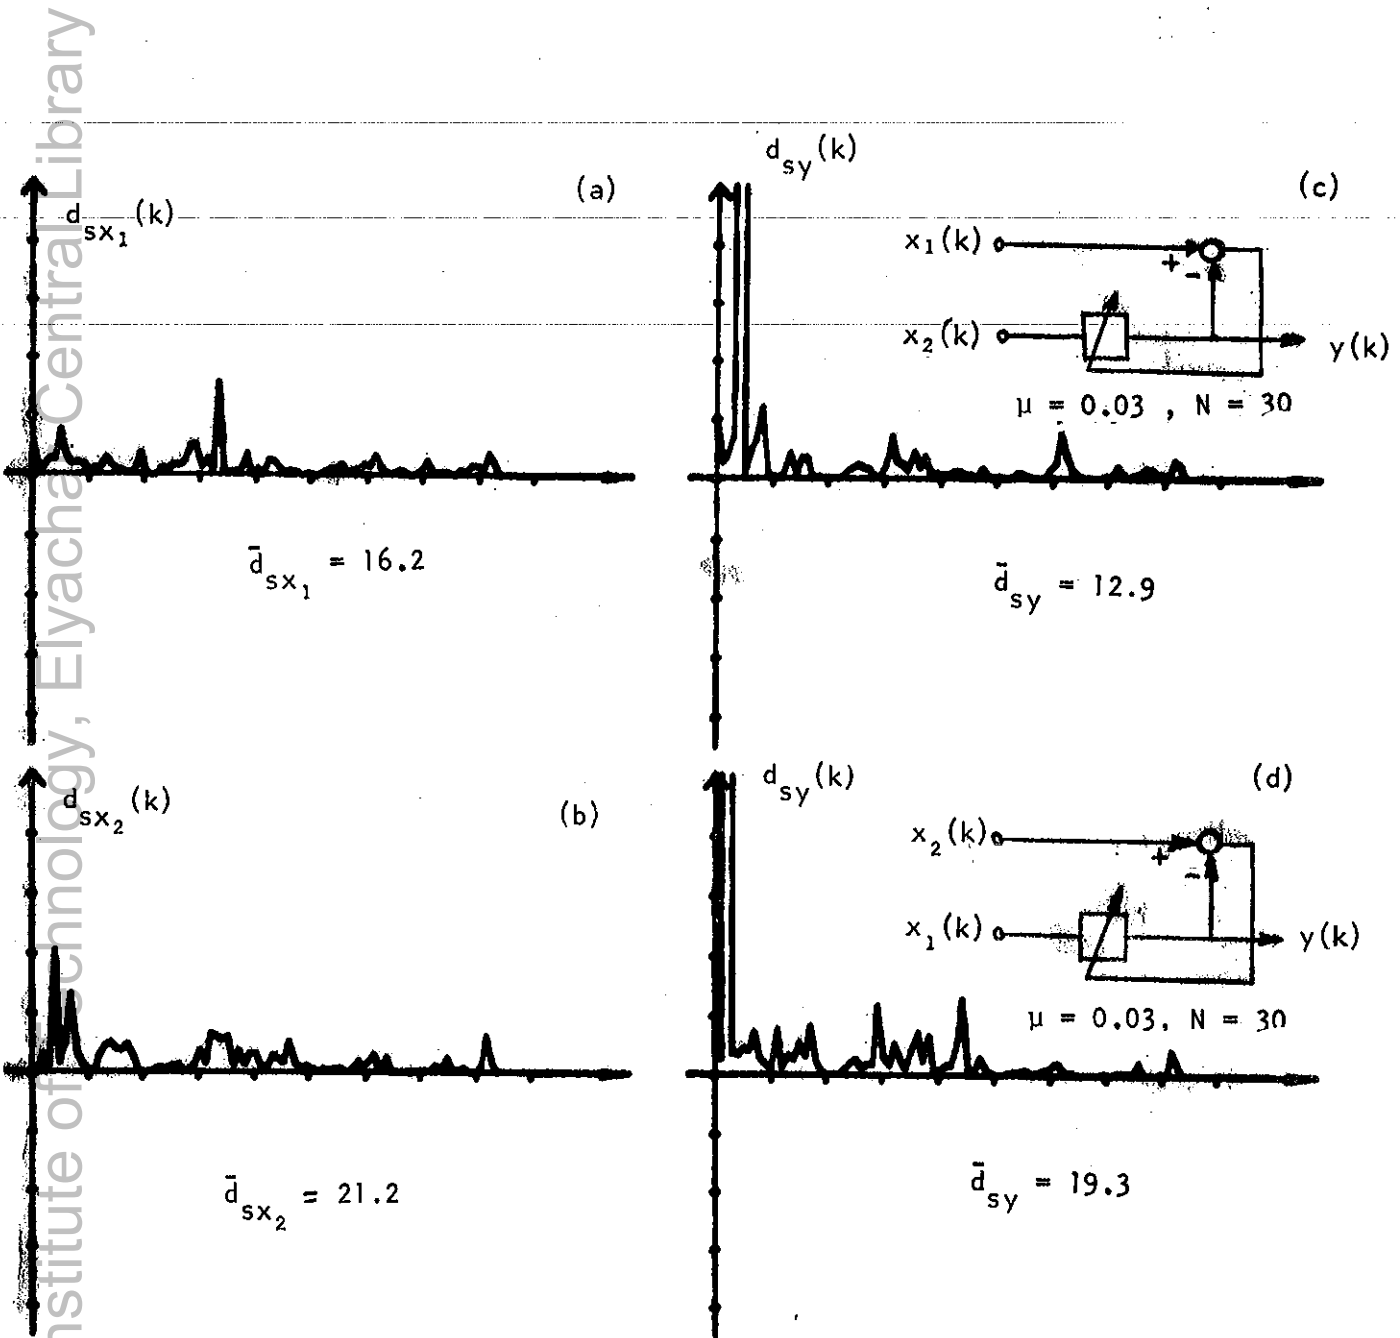 nstitute of Technology, Elyachar Central Library
d_sx₁(k)
(a)
d̄_sx₁ = 16.2
d_sx₂(k)
(b)
d̄_sx₂ = 21.2
d_sy(k)
(c)
x₁(k)
+
-
x₂(k)
y(k)
μ = 0.03 , N = 30
d̄_sy = 12.9
d_sy(k)
(d)
x₂(k)
+
-
x₁(k)
y(k)
μ = 0.03, N = 30
d̄_sy = 19.3